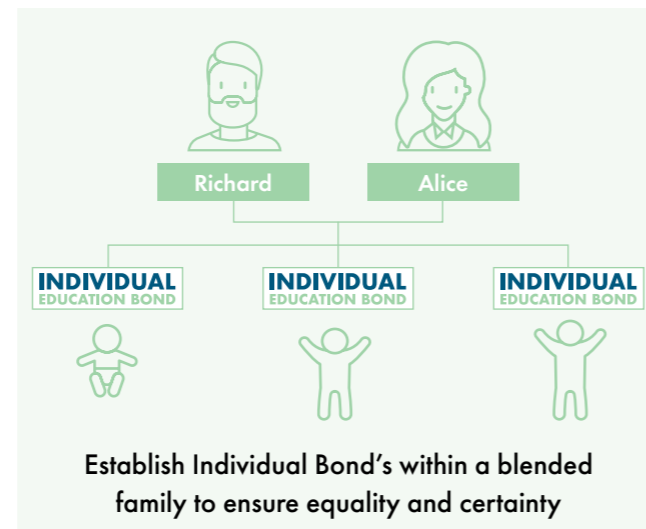 Richard
Alice
INDIVIDUAL
EDUCATION BOND
INDIVIDUAL
EDUCATION BOND
INDIVIDUAL
EDUCATION BOND
Establish Individual Bond’s within a blended
family to ensure equality and certainty